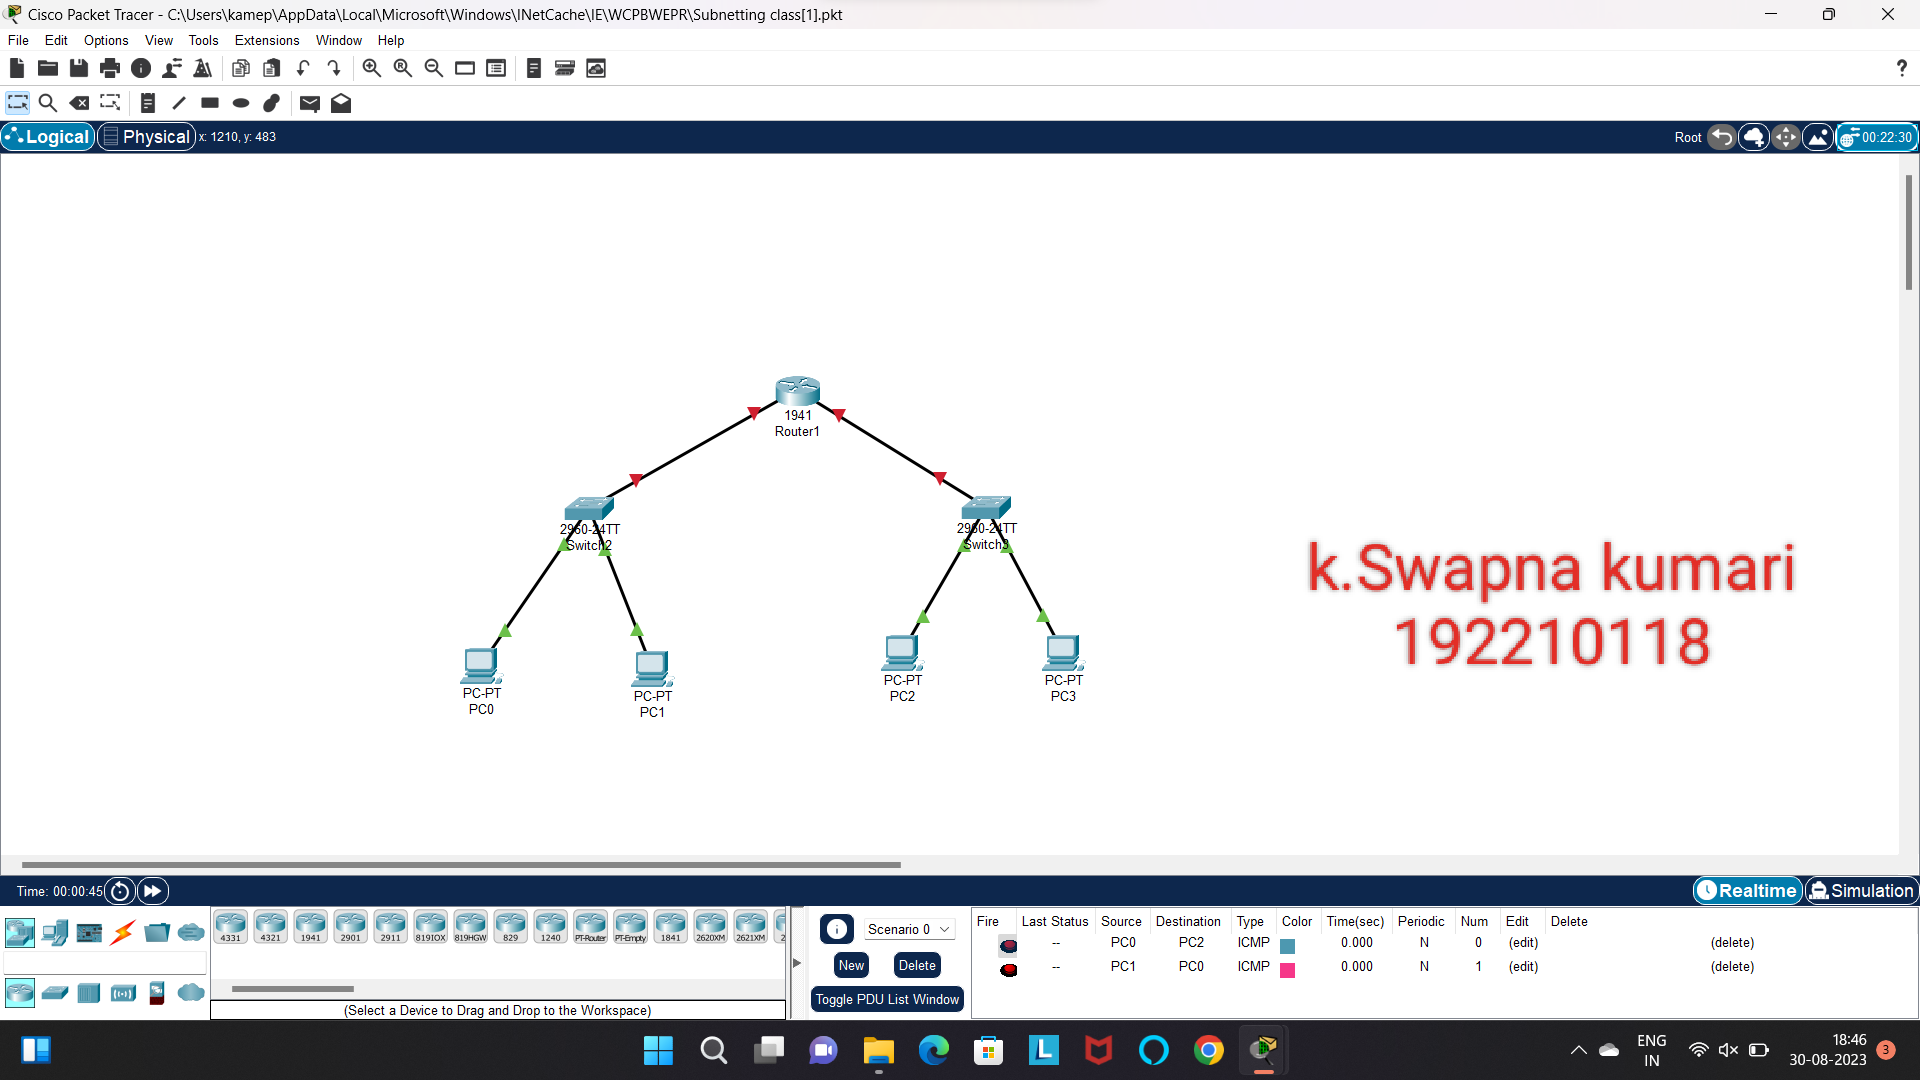 Cisco Packet Tracer - C:\Users\kamep\AppData\Local\Microsoft\Windows\INetCache\IE\WCPBWEPR\Subnetting class[1].pkt
File Edit Options View Tools Extensions Window Help
?
Logical Physical x: 1210, y: 483 Root 00:22:30
1941
Router1
2960-24TT
Switch2
2960-24TT
Switch3
k.Swapna kumari
192210118
PC-PT
PC0
PC-PT
PC1
PC-PT
PC2
PC-PT
PC3
Time: 00:00:45 Realtime Simulation
4331 4321 1941 2901 2911 819IOX 819HGW 829 1240 PT-Router PT-Empty 1841 2620XM 2621XM 2
(Select a Device to Drag and Drop to the Workspace)
Scenario 0
New Delete
Toggle PDU List Window
Fire Last Status Source Destination Type Color Time(sec) Periodic Num Edit Delete
-- PC0 PC2 ICMP 0.000 N 0 (edit) (delete)
-- PC1 PC0 ICMP 0.000 N 1 (edit) (delete)
L
ENG
IN
18:46
30-08-2023
3